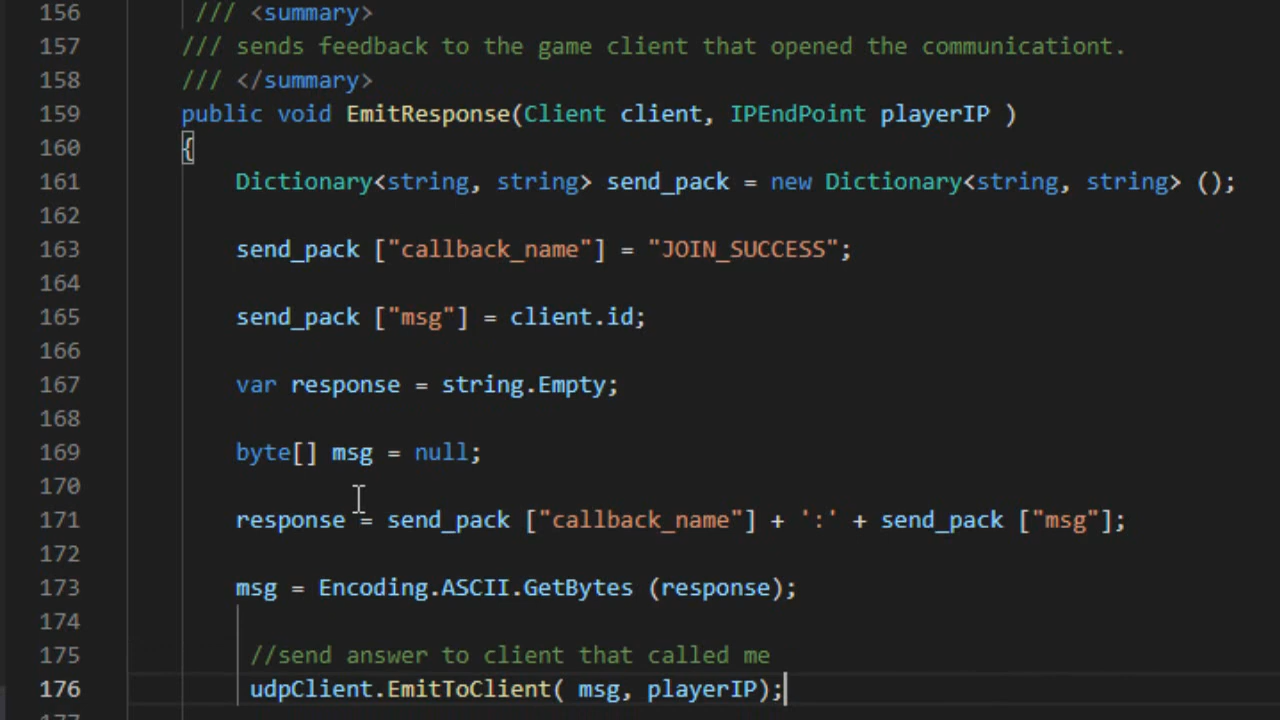 156 /// <summary>
157 /// sends feedback to the game client that opened the communicationt.
158 /// </summary>
159 public void EmitResponse(Client client, IPEndPoint playerIP )
160 {
161 Dictionary<string, string> send_pack = new Dictionary<string, string> ();
162
163 send_pack ["callback_name"] = "JOIN_SUCCESS";
164
165 send_pack ["msg"] = client.id;
166
167 var response = string.Empty;
168
169 byte[] msg = null;
170
171 response = send_pack ["callback_name"] + ':' + send_pack ["msg"];
172
173 msg = Encoding.ASCII.GetBytes (response);
174
175 //send answer to client that called me
176 udpClient.EmitToClient( msg, playerIP);
177